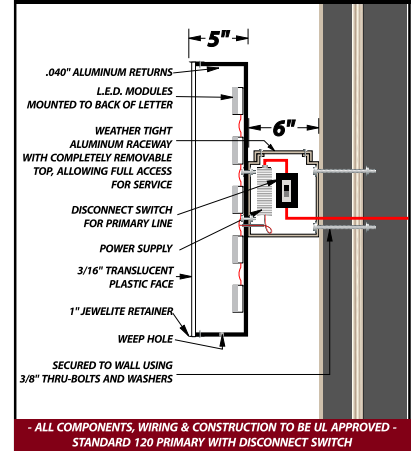 5"
.040" ALUMINUM RETURNS
L.E.D. MODULES
MOUNTED TO BACK OF LETTER
6"
WEATHER TIGHT
ALUMINUM RACEWAY
WITH COMPLETELY REMOVABLE
TOP, ALLOWING FULL ACCESS
FOR SERVICE
DISCONNECT SWITCH
FOR PRIMARY LINE
POWER SUPPLY
3/16" TRANSLUCENT
PLASTIC FACE
1" JEWELITE RETAINER
WEEP HOLE
SECURED TO WALL USING
3/8" THRU-BOLTS AND WASHERS
- ALL COMPONENTS, WIRING & CONSTRUCTION TO BE UL APPROVED -
STANDARD 120 PRIMARY WITH DISCONNECT SWITCH